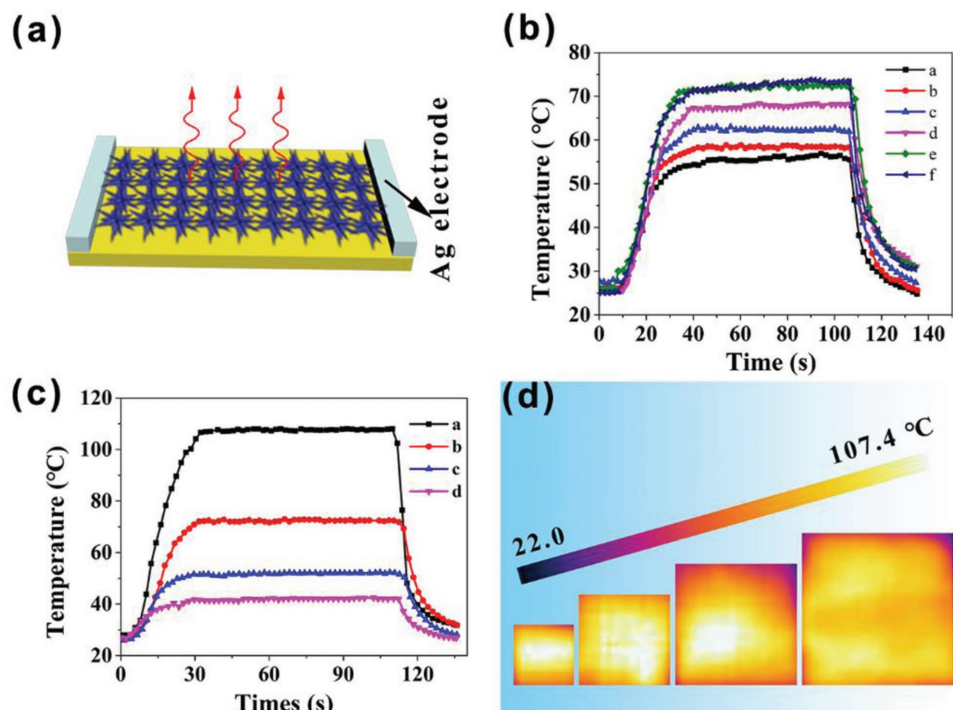 (a)
Ag electrode
(b)
80
70
60
50
40
30
20
Temperature (℃)
0 20 40 60 80 100 120 140
Time (s)
a
b
c
d
e
f
(c)
120
100
80
60
40
20
Temperature (℃)
0 30 60 90 120
Times (s)
a
b
c
d
(d)
22.0
107.4 ℃